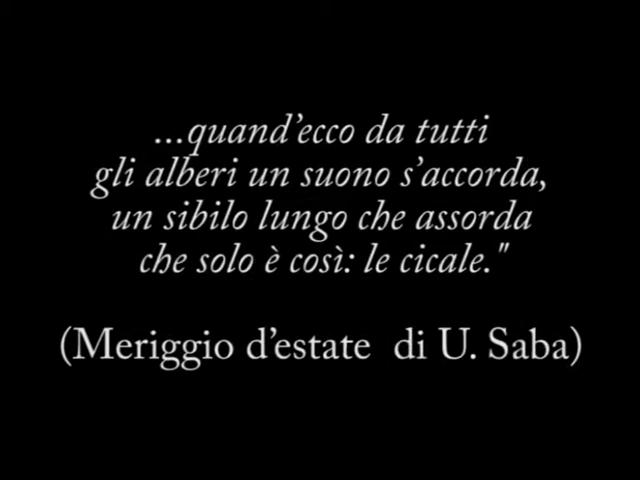 ...quand’ecco da tutti
gli alberi un suono s’accorda,
un sibilo lungo che assorda
che solo è così: le cicale."
(Meriggio d’estate di U. Saba)